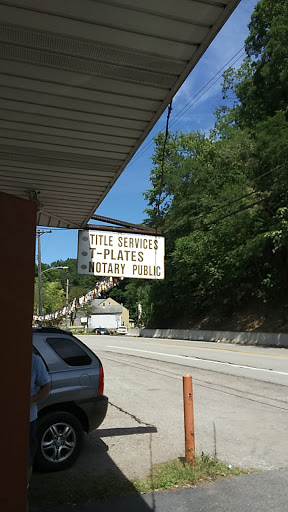 TITLE SERVICES
T-PLATES
NOTARY PUBLIC